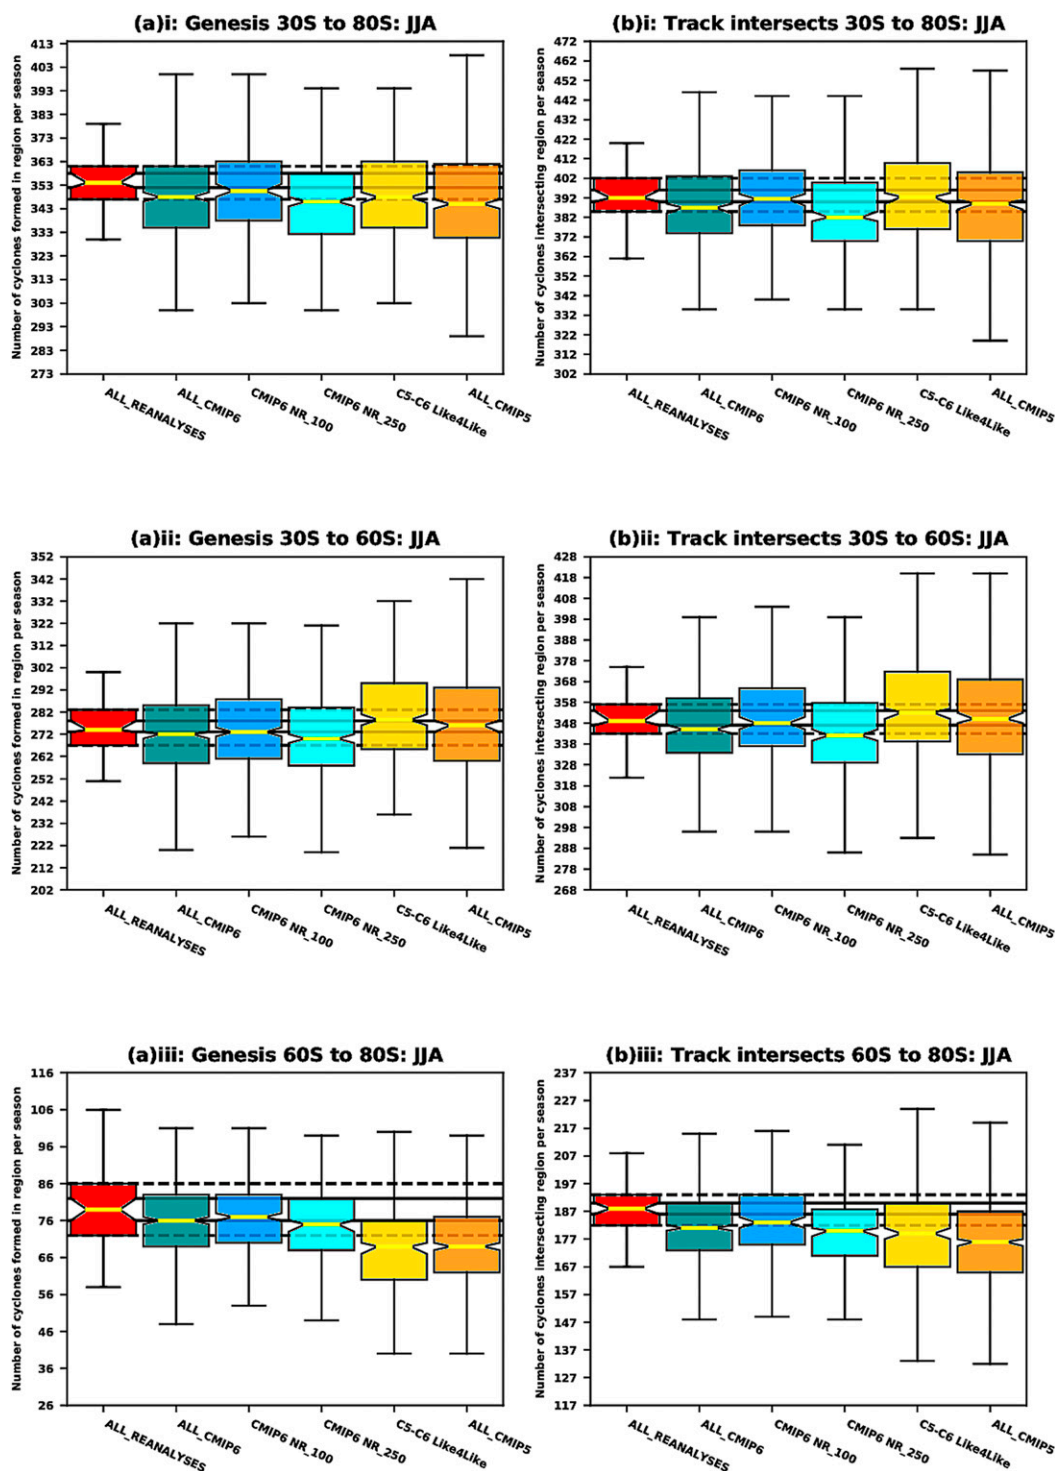 (a)i: Genesis 30S to 80S: JJA
Number of cyclones formed in region per season
413
403
393
383
373
363
353
343
333
323
313
303
293
283
273
ALL_REANALYSES
ALL_CMIP6
CMIP6 NR_100
CMIP6 NR_250
C5-C6 Like4Like
ALL_CMIP5
(b)i: Track intersects 30S to 80S: JJA
Number of cyclones intersecting region per season
472
462
452
442
432
422
412
402
392
382
372
362
352
342
332
322
312
302
ALL_REANALYSES
ALL_CMIP6
CMIP6 NR_100
CMIP6 NR_250
C5-C6 Like4Like
ALL_CMIP5
(a)ii: Genesis 30S to 60S: JJA
Number of cyclones formed in region per season
352
342
332
322
312
302
292
282
272
262
252
242
232
222
212
202
ALL_REANALYSES
ALL_CMIP6
CMIP6 NR_100
CMIP6 NR_250
C5-C6 Like4Like
ALL_CMIP5
(b)ii: Track intersects 30S to 60S: JJA
Number of cyclones intersecting region per season
428
418
408
398
388
378
368
358
348
338
328
318
308
298
288
278
268
ALL_REANALYSES
ALL_CMIP6
CMIP6 NR_100
CMIP6 NR_250
C5-C6 Like4Like
ALL_CMIP5
(a)iii: Genesis 60S to 80S: JJA
Number of cyclones formed in region per season
116
106
96
86
76
66
56
46
36
26
ALL_REANALYSES
ALL_CMIP6
CMIP6 NR_100
CMIP6 NR_250
C5-C6 Like4Like
ALL_CMIP5
(b)iii: Track intersects 60S to 80S: JJA
Number of cyclones intersecting region per season
237
227
217
207
197
187
177
167
157
147
137
127
117
ALL_REANALYSES
ALL_CMIP6
CMIP6 NR_100
CMIP6 NR_250
C5-C6 Like4Like
ALL_CMIP5